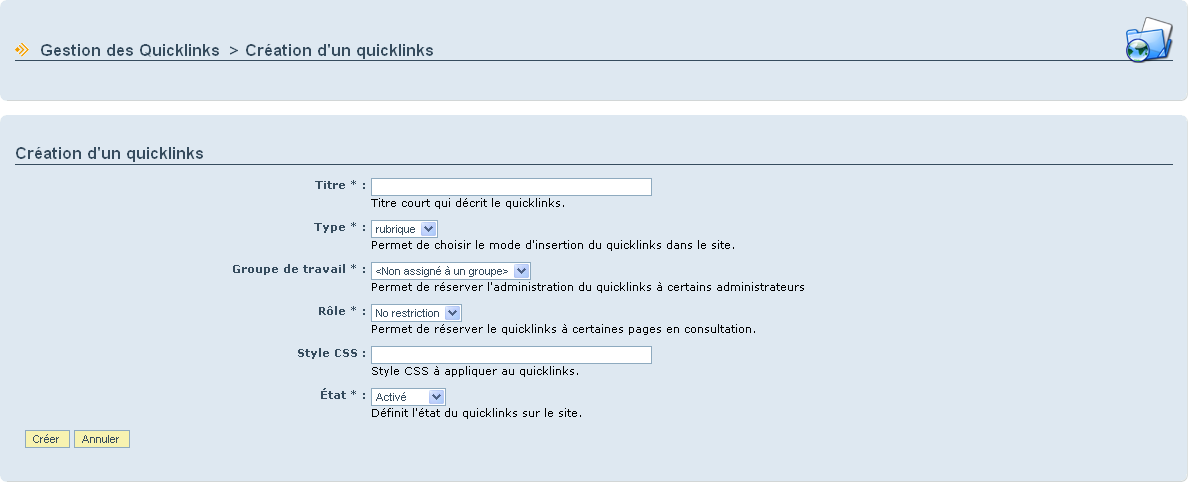 Gestion des Quicklinks > Création d'un quicklinks
Création d'un quicklinks
Titre * :
Titre court qui décrit le quicklinks.
Type * : rubrique
Permet de choisir le mode d'insertion du quicklinks dans le site.
Groupe de travail * : <Non assigné à un groupe>
Permet de réserver l'administration du quicklinks à certains administrateurs
Rôle * : No restriction
Permet de réserver le quicklinks à certaines pages en consultation.
Style CSS :
Style CSS à appliquer au quicklinks.
État * : Activé
Définit l'état du quicklinks sur le site.
Créer Annuler